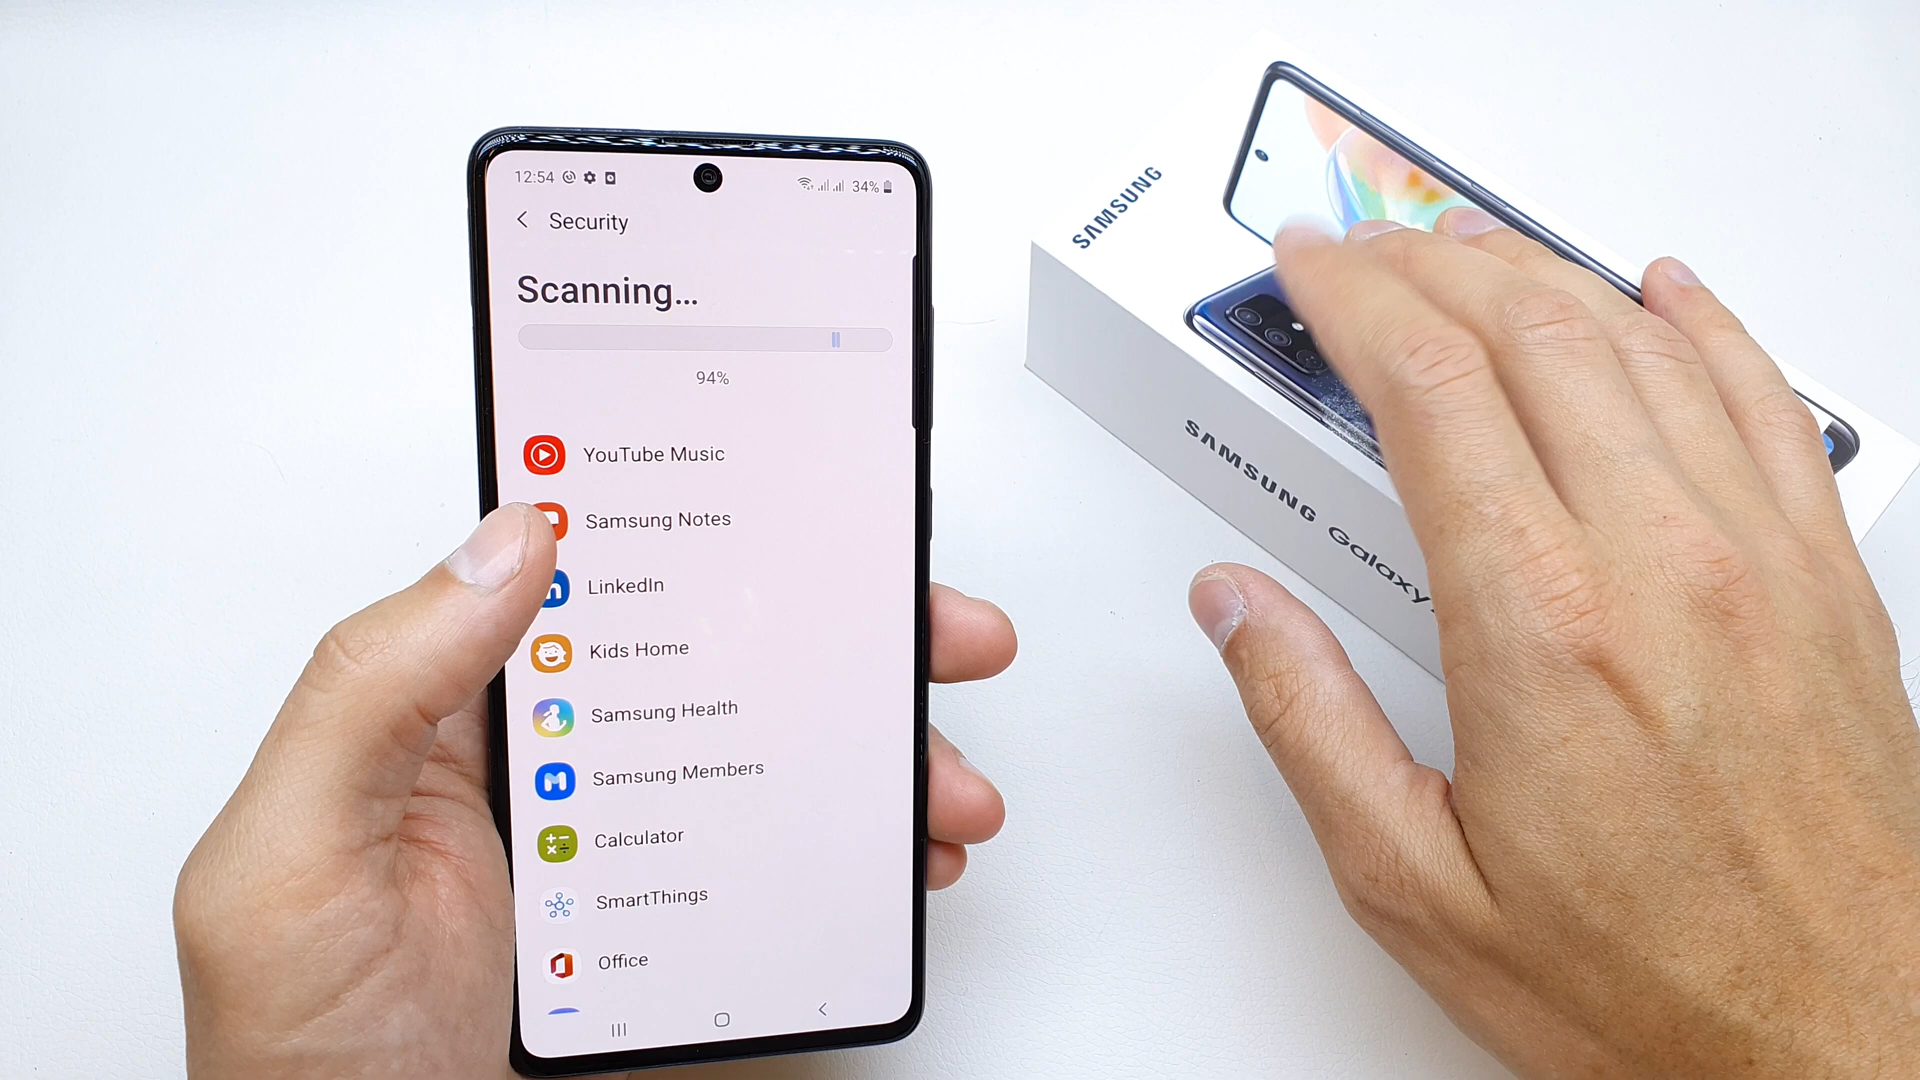 12:54
34%
Security
Scanning...
94%
YouTube Music
Samsung Notes
LinkedIn
Kids Home
Samsung Health
Samsung Members
Calculator
SmartThings
Office
SAMSUNG
SAMSUNG Galaxy